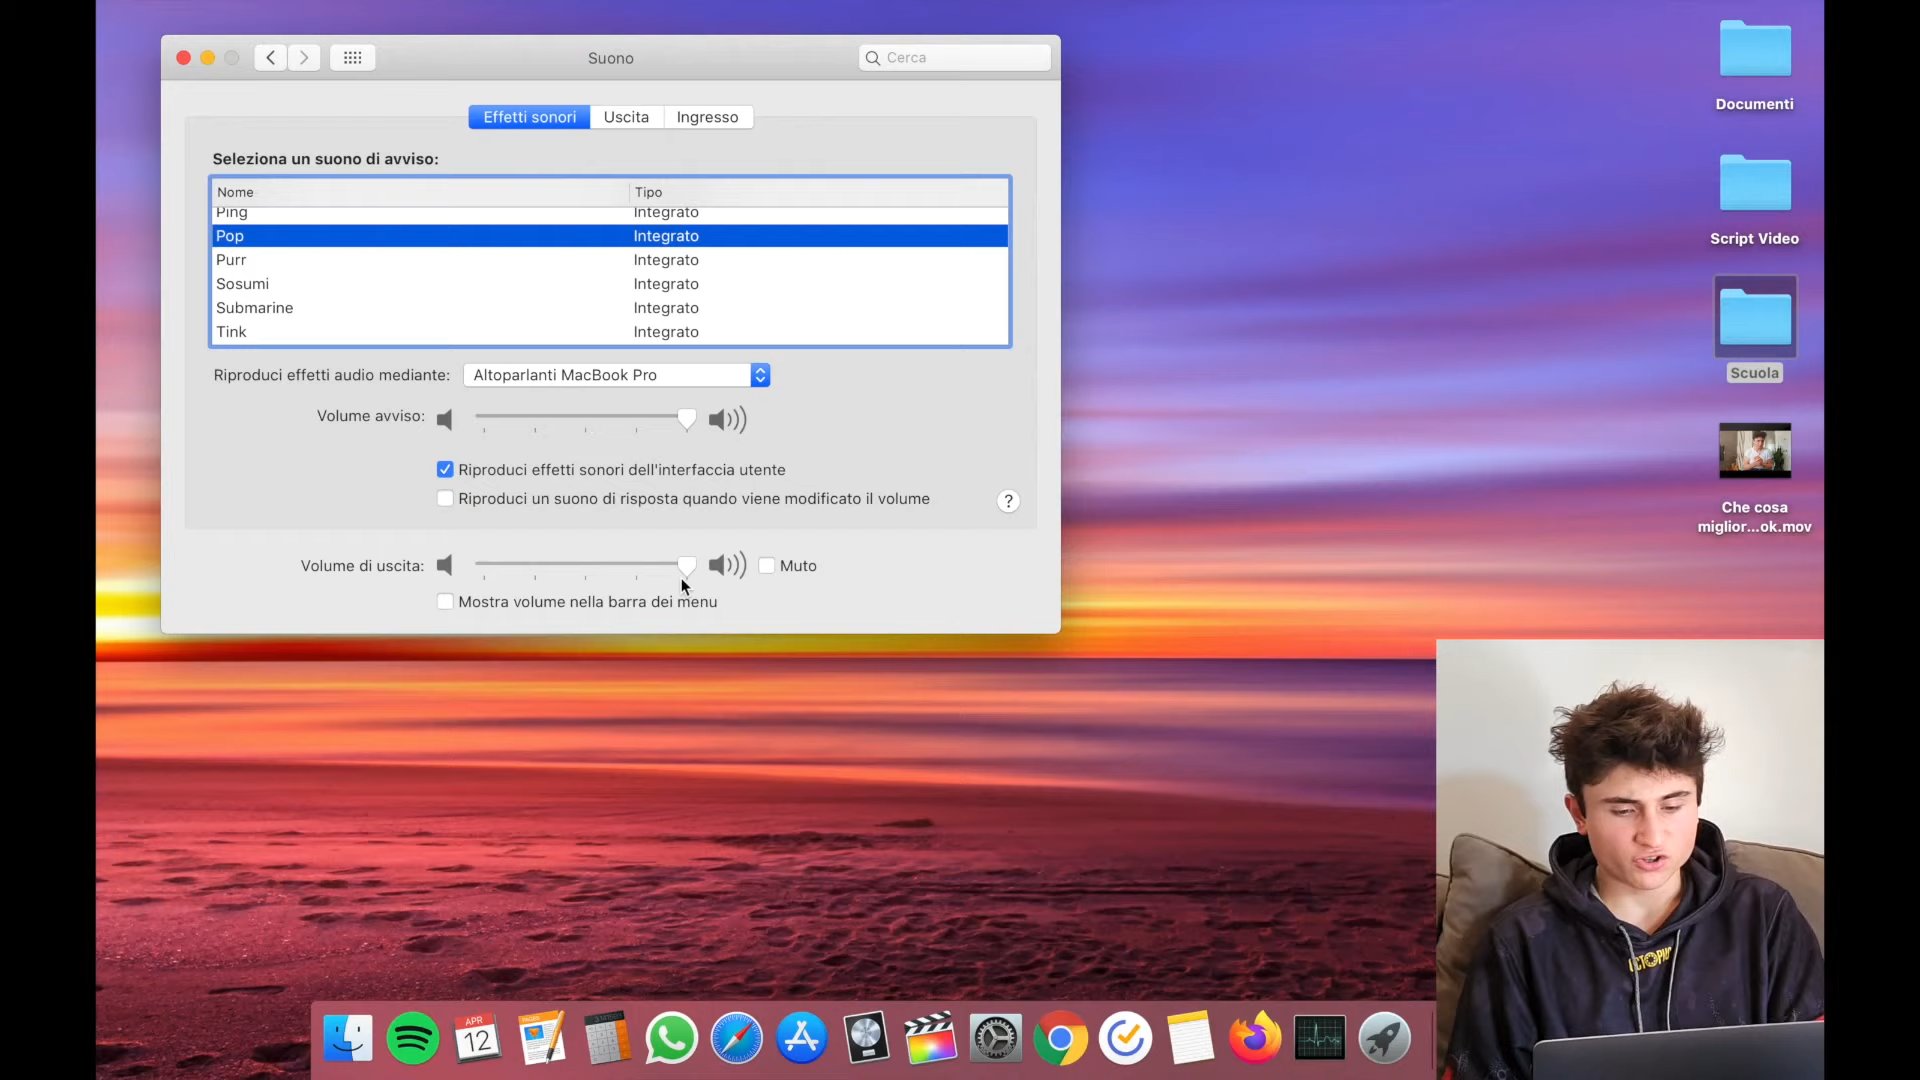 Suono
Cerca
Effetti sonori
Uscita
Ingresso
Seleziona un suono di avviso:
Nome Tipo
Ping Integrato
Pop Integrato
Purr Integrato
Sosumi Integrato
Submarine Integrato
Tink Integrato
Riproduci effetti audio mediante: Altoparlanti MacBook Pro
Volume avviso:
Riproduci effetti sonori dell'interfaccia utente
Riproduci un suono di risposta quando viene modificato il volume
?
Volume di uscita: Muto
Mostra volume nella barra dei menu
Documenti
Script Video
Scuola
Che cosa
miglior...ok.mov
APR
12
PAGES